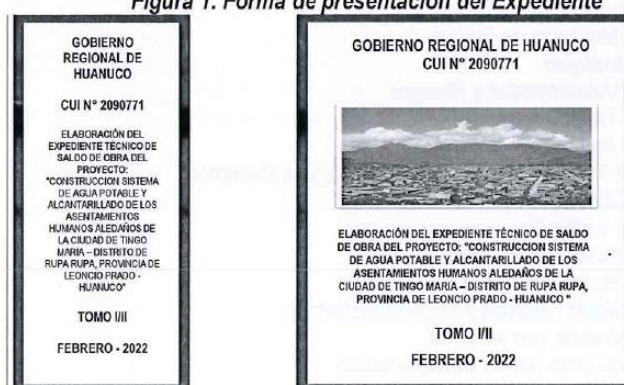 Figura 1. Forma de presentación del Expediente
GOBIERNO
REGIONAL DE
HUANUCO
CUI N° 2090771
ELABORACIÓN DEL
EXPEDIENTE TÉCNICO DE
SALDO DE OBRA DEL
PROYECTO:
"CONSTRUCCION SISTEMA
DE AGUA POTABLE Y
ALCANTARILLADO DE LOS
ASENTAMIENTOS
HUMANOS ALEDAÑOS DE
LA CIUDAD DE TINGO
MARIA – DISTRITO DE
RUPA RUPA, PROVINCIA DE
LEONCIO PRADO -
HUANUCO"
TOMO I/II
FEBRERO - 2022
GOBIERNO REGIONAL DE HUANUCO
CUI N° 2090771
ELABORACIÓN DEL EXPEDIENTE TÉCNICO DE SALDO
DE OBRA DEL PROYECTO: "CONSTRUCCION SISTEMA
DE AGUA POTABLE Y ALCANTARILLADO DE LOS
ASENTAMIENTOS HUMANOS ALEDAÑOS DE LA
CIUDAD DE TINGO MARIA – DISTRITO DE RUPA RUPA,
PROVINCIA DE LEONCIO PRADO - HUANUCO "
TOMO I/II
FEBRERO - 2022